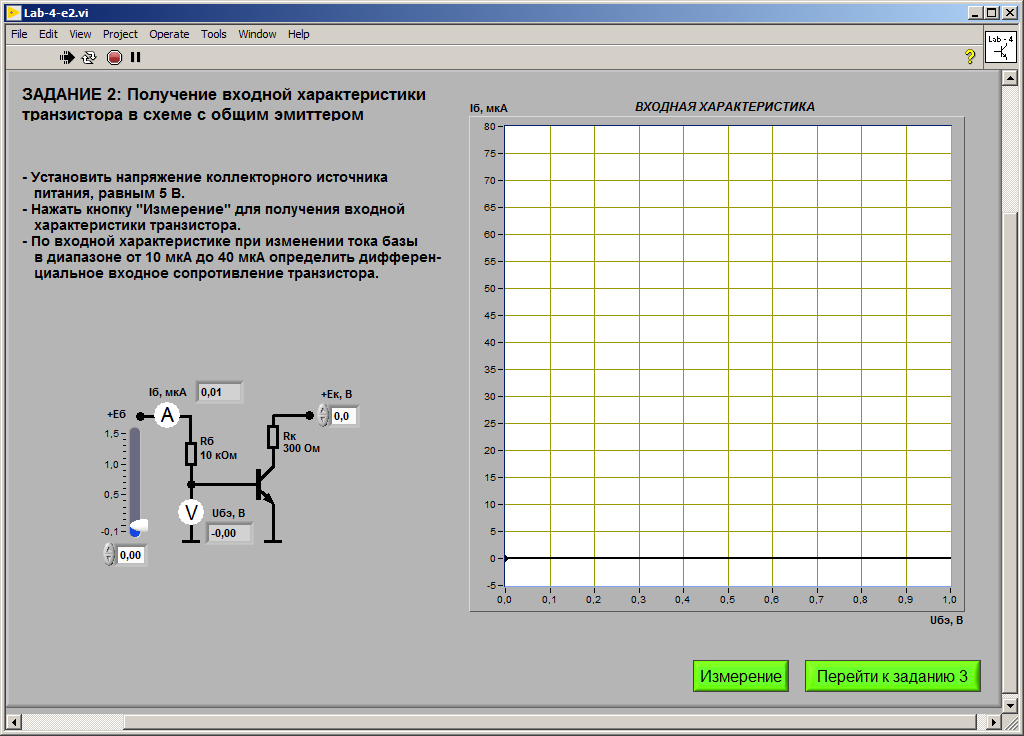 Lab-4-e2.vi
File Edit View Project Operate Tools Window Help
?
Lab - 4
ЗАДАНИЕ 2: Получение входной характеристики
транзистора в схеме с общим эмиттером
- Установить напряжение коллекторного источника
питания, равным 5 В.
- Нажать кнопку "Измерение" для получения входной
характеристики транзистора.
- По входной характеристике при изменении тока базы
в диапазоне от 10 мкА до 40 мкА определить дифферен-
циальное входное сопротивление транзистора.
Iб, мкА 0,01
+Eб
A
+Eк, В
0,0
1,5
1,0
0,5
-0,1
0,00
Rб
10 кОм
Rк
300 Ом
V
Uбэ, В
-0,00
Iб, мкА
ВХОДНАЯ ХАРАКТЕРИСТИКА
80
75
70
65
60
55
50
45
40
35
30
25
20
15
10
5
0
-5
0,0 0,1 0,2 0,3 0,4 0,5 0,6 0,7 0,8 0,9 1,0
Uбэ, В
Измерение
Перейти к заданию 3